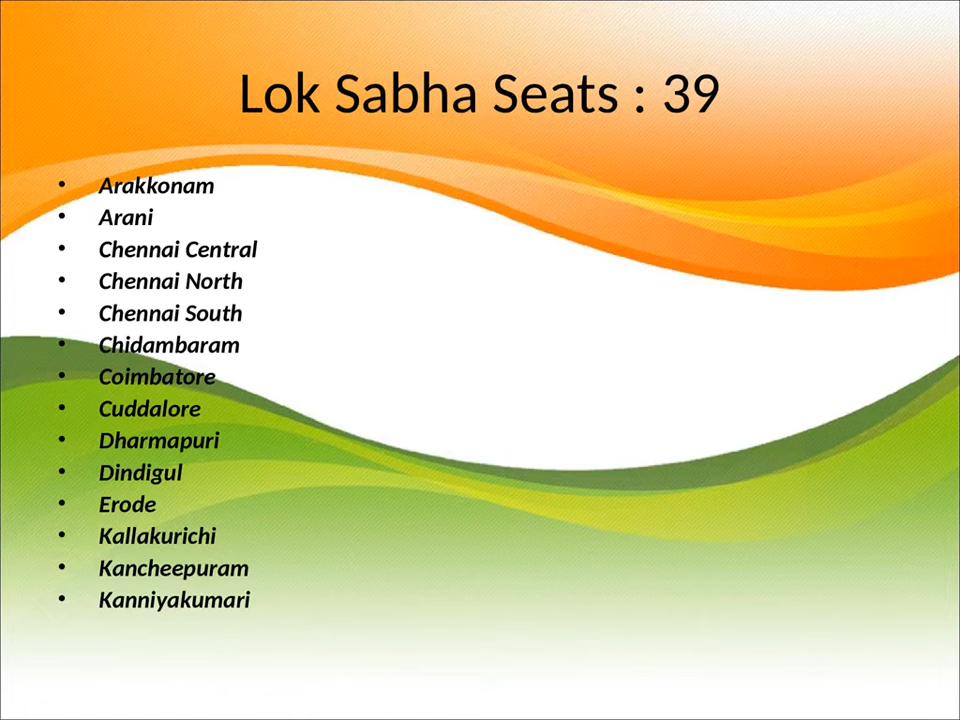 Lok Sabha Seats : 39
• Arakkonam
• Arani
• Chennai Central
• Chennai North
• Chennai South
• Chidambaram
• Coimbatore
• Cuddalore
• Dharmapuri
• Dindigul
• Erode
• Kallakurichi
• Kancheepuram
• Kanniyakumari